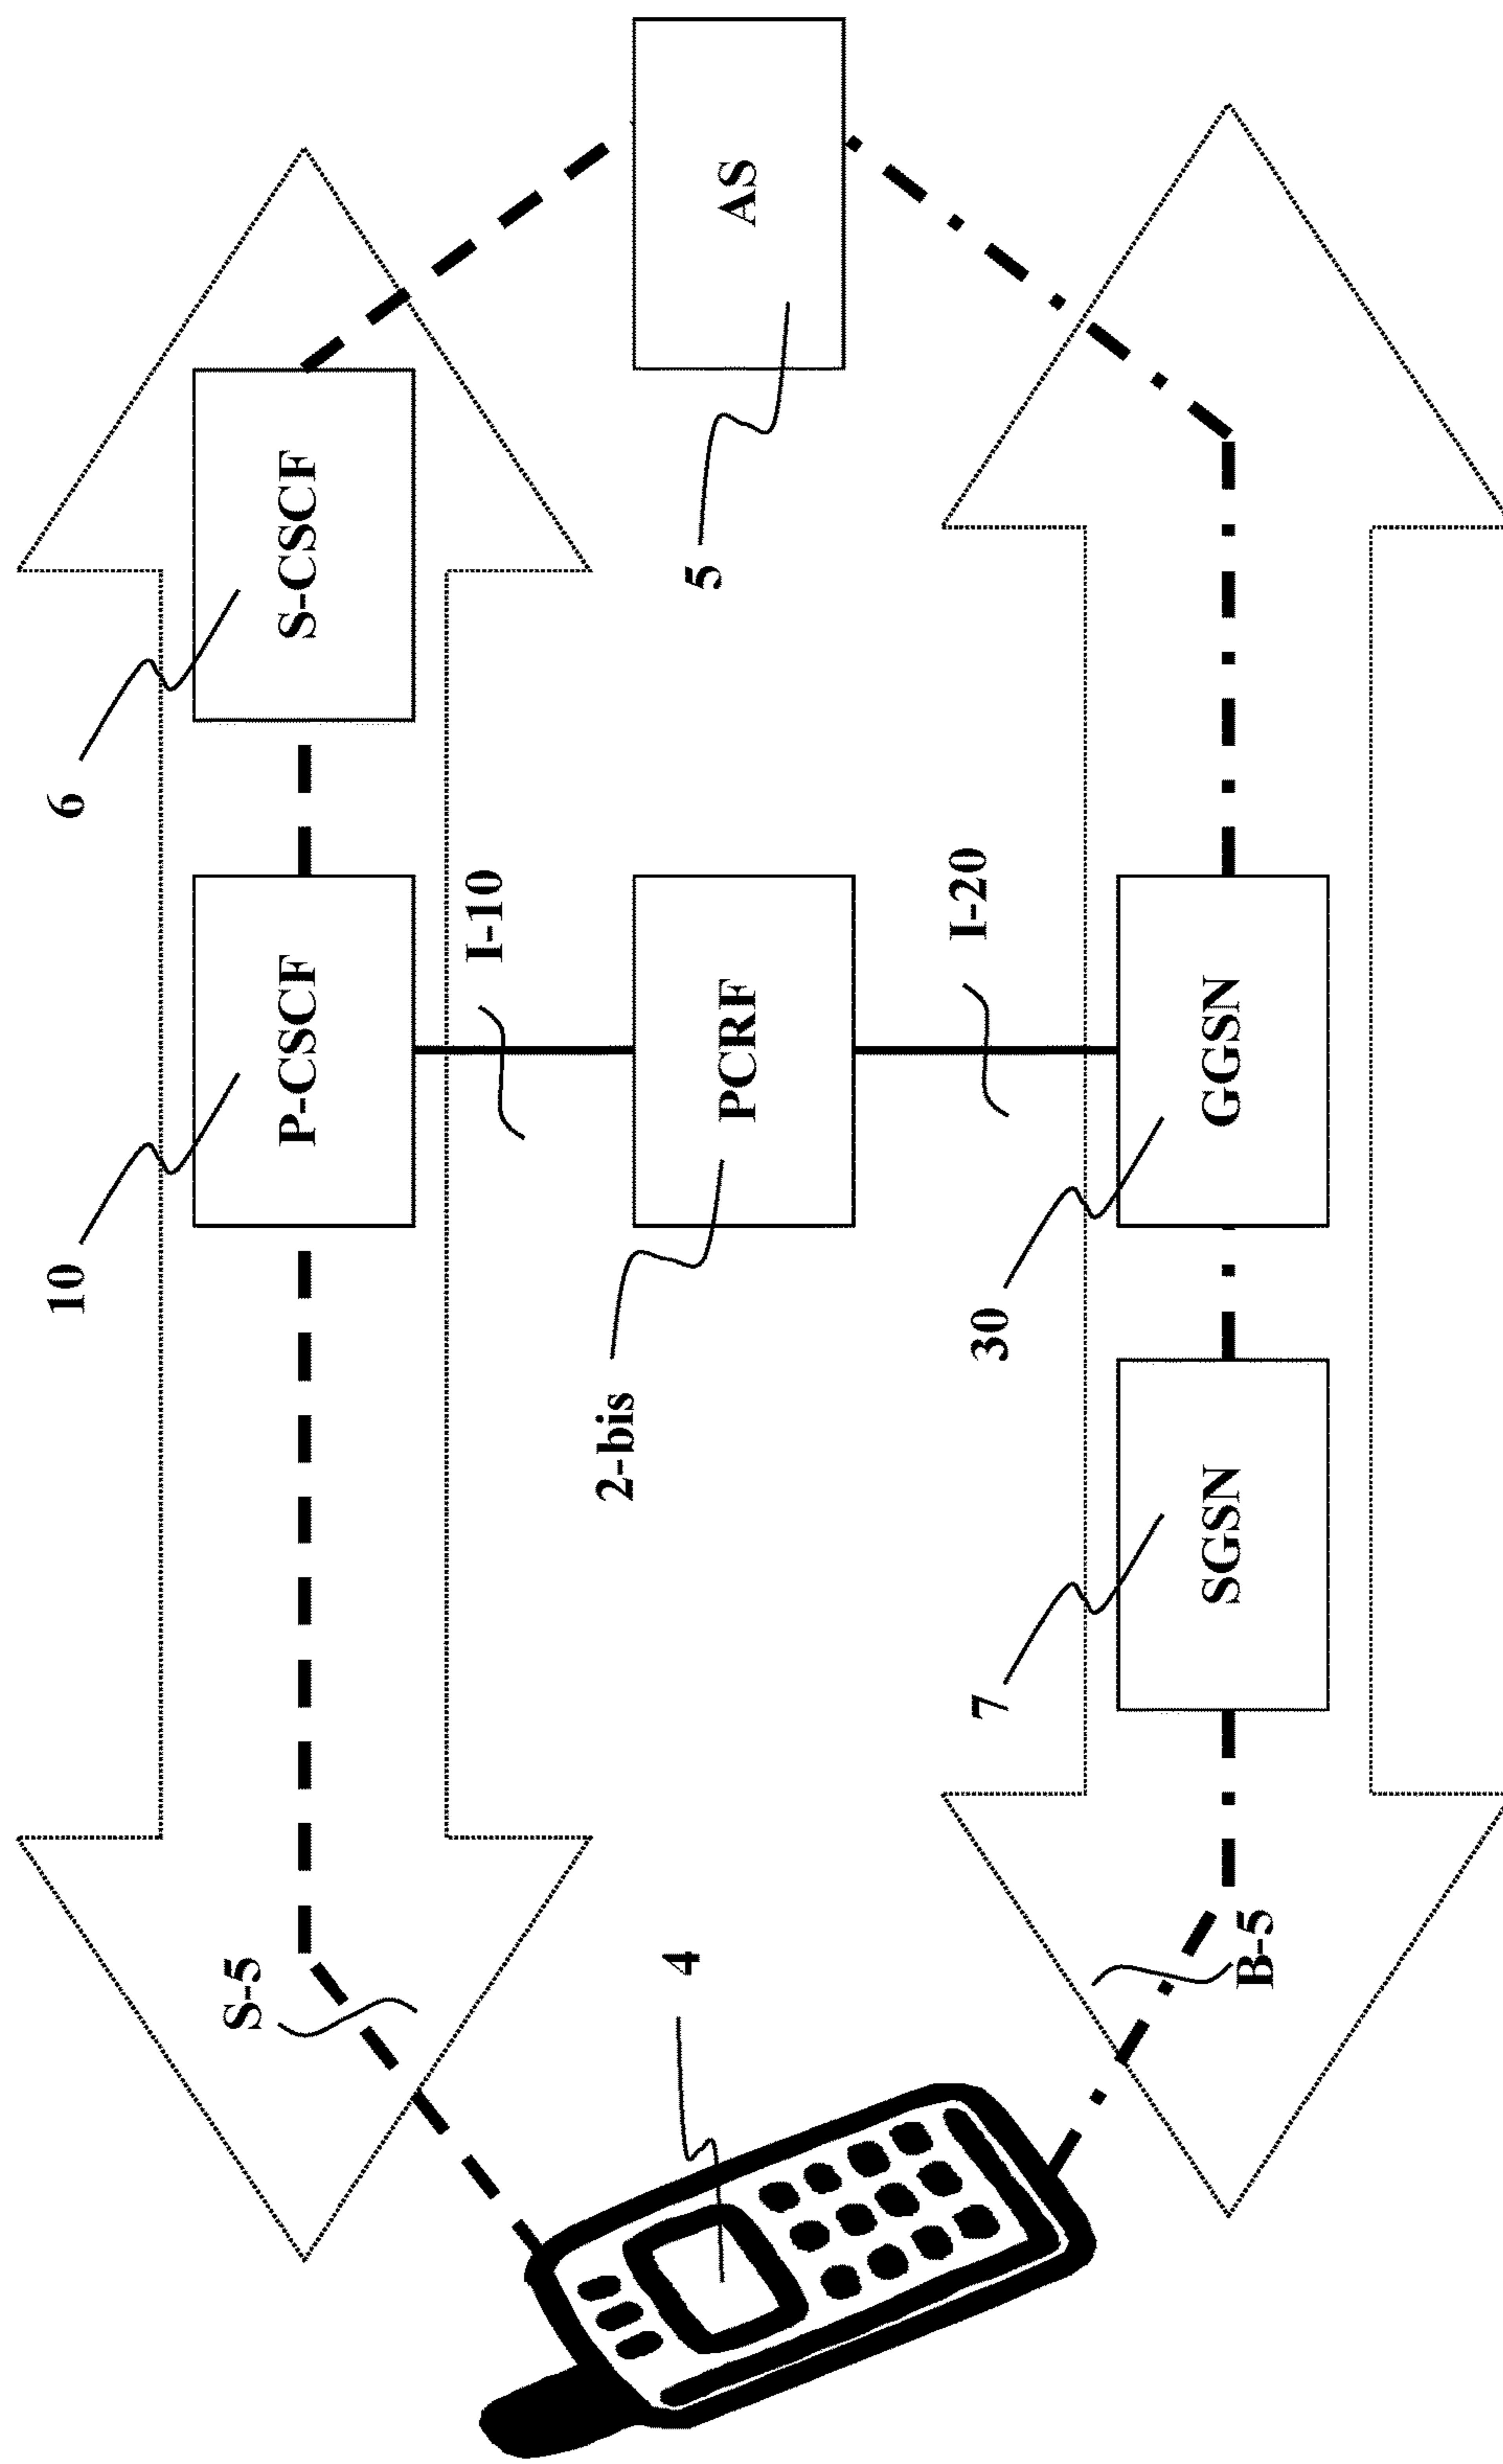 10
6
S-5
P-CSCF
S-CSCF
I-10
2-bis
4
5
PCRF
AS
I-20
7
30
SGSN
GGSN
B-5